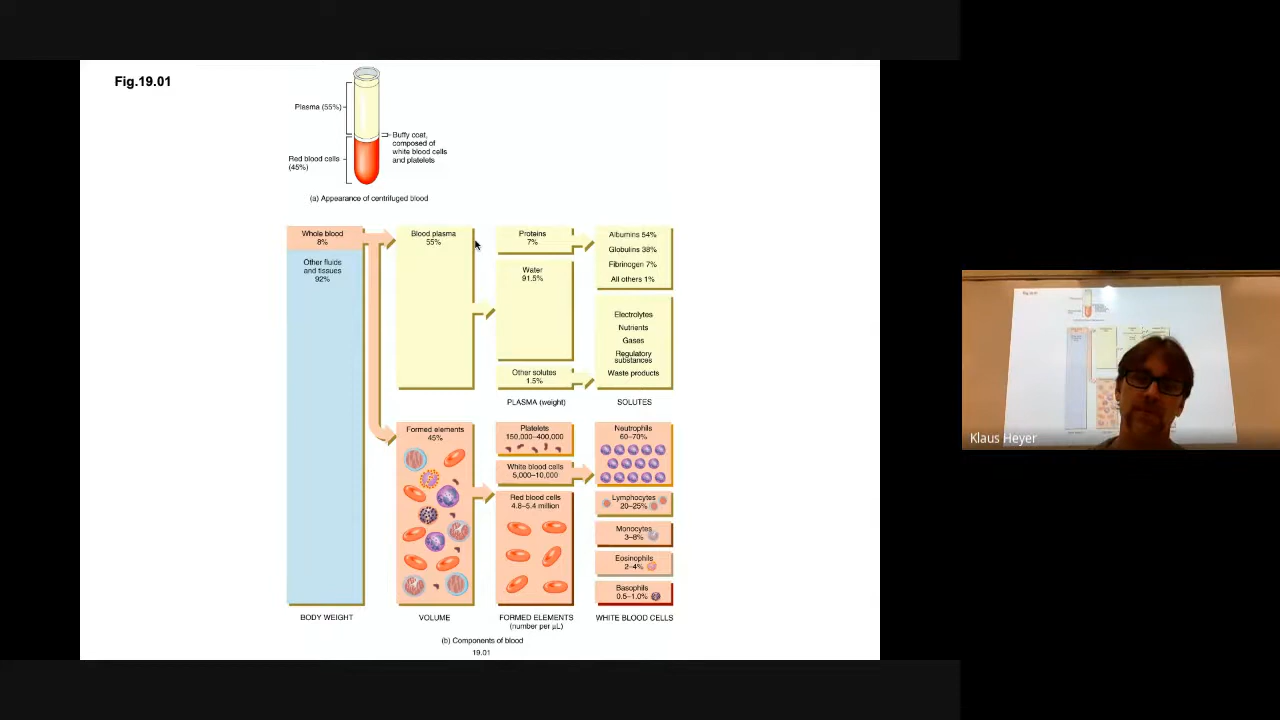 Fig.19.01
Plasma (55%)
Buffy coat,
composed of
white blood cells
and platelets
Red blood cells
(45%)
(a) Appearance of centrifuged blood
Whole blood
8%
Other fluids
and tissues
92%
BODY WEIGHT
Blood plasma
55%
Formed elements
45%
VOLUME
Proteins
7%
Water
91.5%
Other solutes
1.5%
PLASMA (weight)
Albumins 54%
Globulins 38%
Fibrinogen 7%
All others 1%
Electrolytes
Nutrients
Gases
Regulatory
substances
Waste products
SOLUTES
Platelets
150,000–400,000
White blood cells
5,000–10,000
Red blood cells
4.8–5.4 million
FORMED ELEMENTS
(number per µL)
Neutrophils
60–70%
Lymphocytes
20–25%
Monocytes
3–8%
Eosinophils
2–4%
Basophils
0.5–1.0%
WHITE BLOOD CELLS
(b) Components of blood
19.01
Klaus Heyer